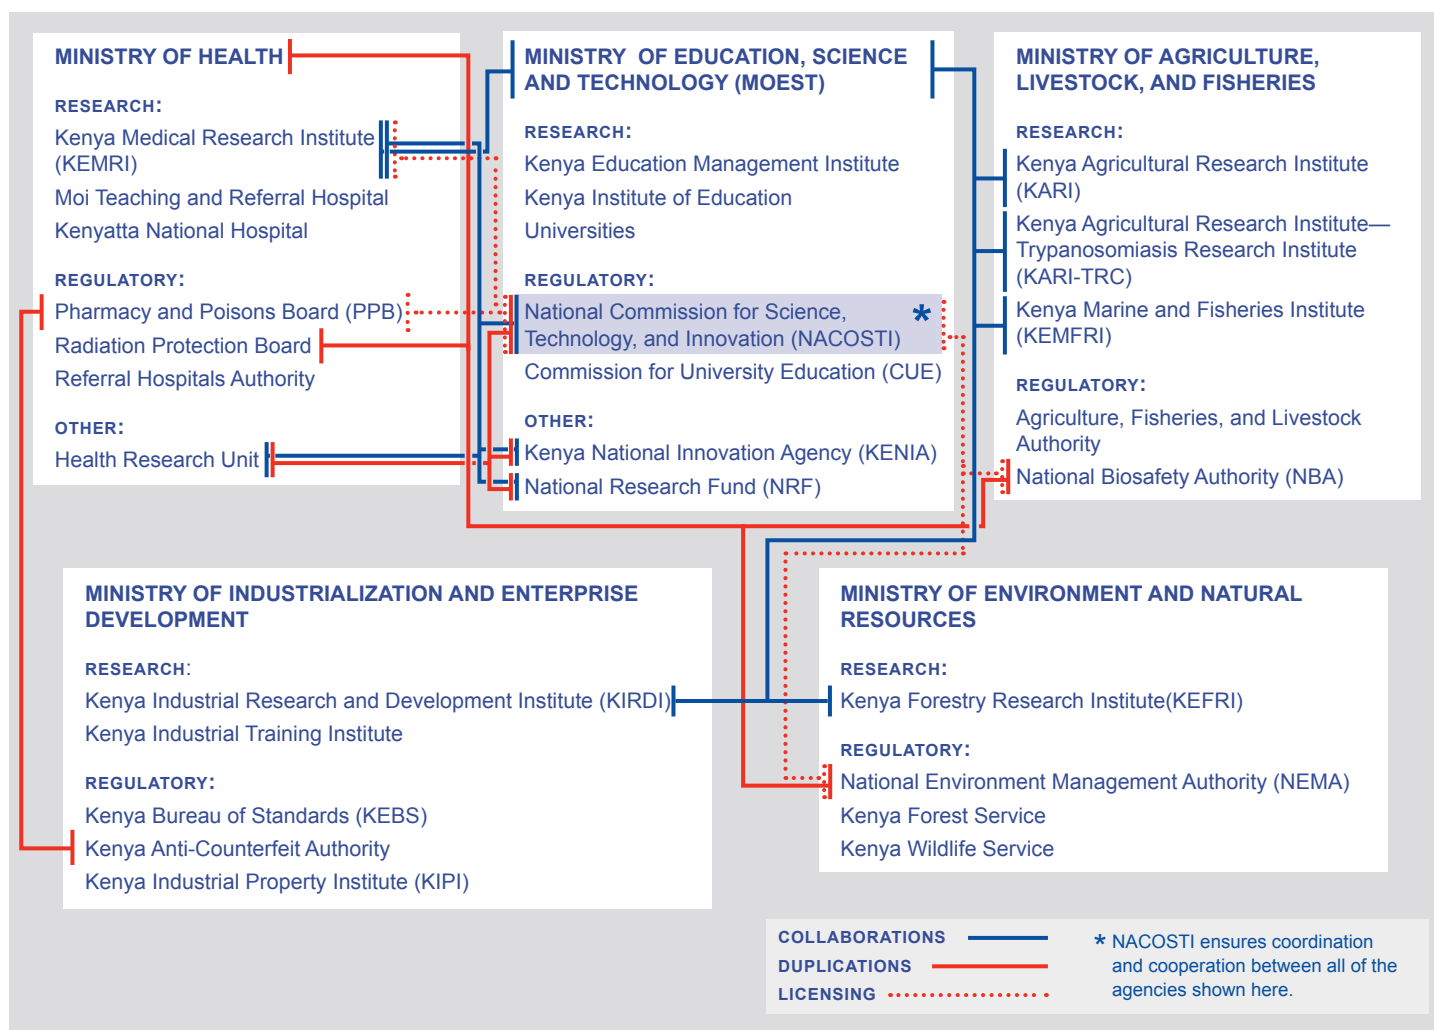 MINISTRY OF HEALTH
RESEARCH:
Kenya Medical Research Institute
(KEMRI)
Moi Teaching and Referral Hospital
Kenyatta National Hospital
REGULATORY:
Pharmacy and Poisons Board (PPB)
Radiation Protection Board
Referral Hospitals Authority
OTHER:
Health Research Unit
MINISTRY OF EDUCATION, SCIENCE
AND TECHNOLOGY (MOEST)
RESEARCH:
Kenya Education Management Institute
Kenya Institute of Education
Universities
REGULATORY:
National Commission for Science, *
Technology, and Innovation (NACOSTI)
Commission for University Education (CUE)
OTHER:
Kenya National Innovation Agency (KENIA)
National Research Fund (NRF)
MINISTRY OF AGRICULTURE,
LIVESTOCK, AND FISHERIES
RESEARCH:
Kenya Agricultural Research Institute
(KARI)
Kenya Agricultural Research Institute—
Trypanosomiasis Research Institute
(KARI-TRC)
Kenya Marine and Fisheries Institute
(KEMFRI)
REGULATORY:
Agriculture, Fisheries, and Livestock
Authority
National Biosafety Authority (NBA)
MINISTRY OF INDUSTRIALIZATION AND ENTERPRISE
DEVELOPMENT
RESEARCH:
Kenya Industrial Research and Development Institute (KIRDI)
Kenya Industrial Training Institute
REGULATORY:
Kenya Bureau of Standards (KEBS)
Kenya Anti-Counterfeit Authority
Kenya Industrial Property Institute (KIPI)
MINISTRY OF ENVIRONMENT AND NATURAL
RESOURCES
RESEARCH:
Kenya Forestry Research Institute(KEFRI)
REGULATORY:
National Environment Management Authority (NEMA)
Kenya Forest Service
Kenya Wildlife Service
COLLABORATIONS
DUPLICATIONS
LICENSING
* NACOSTI ensures coordination
and cooperation between all of the
agencies shown here.